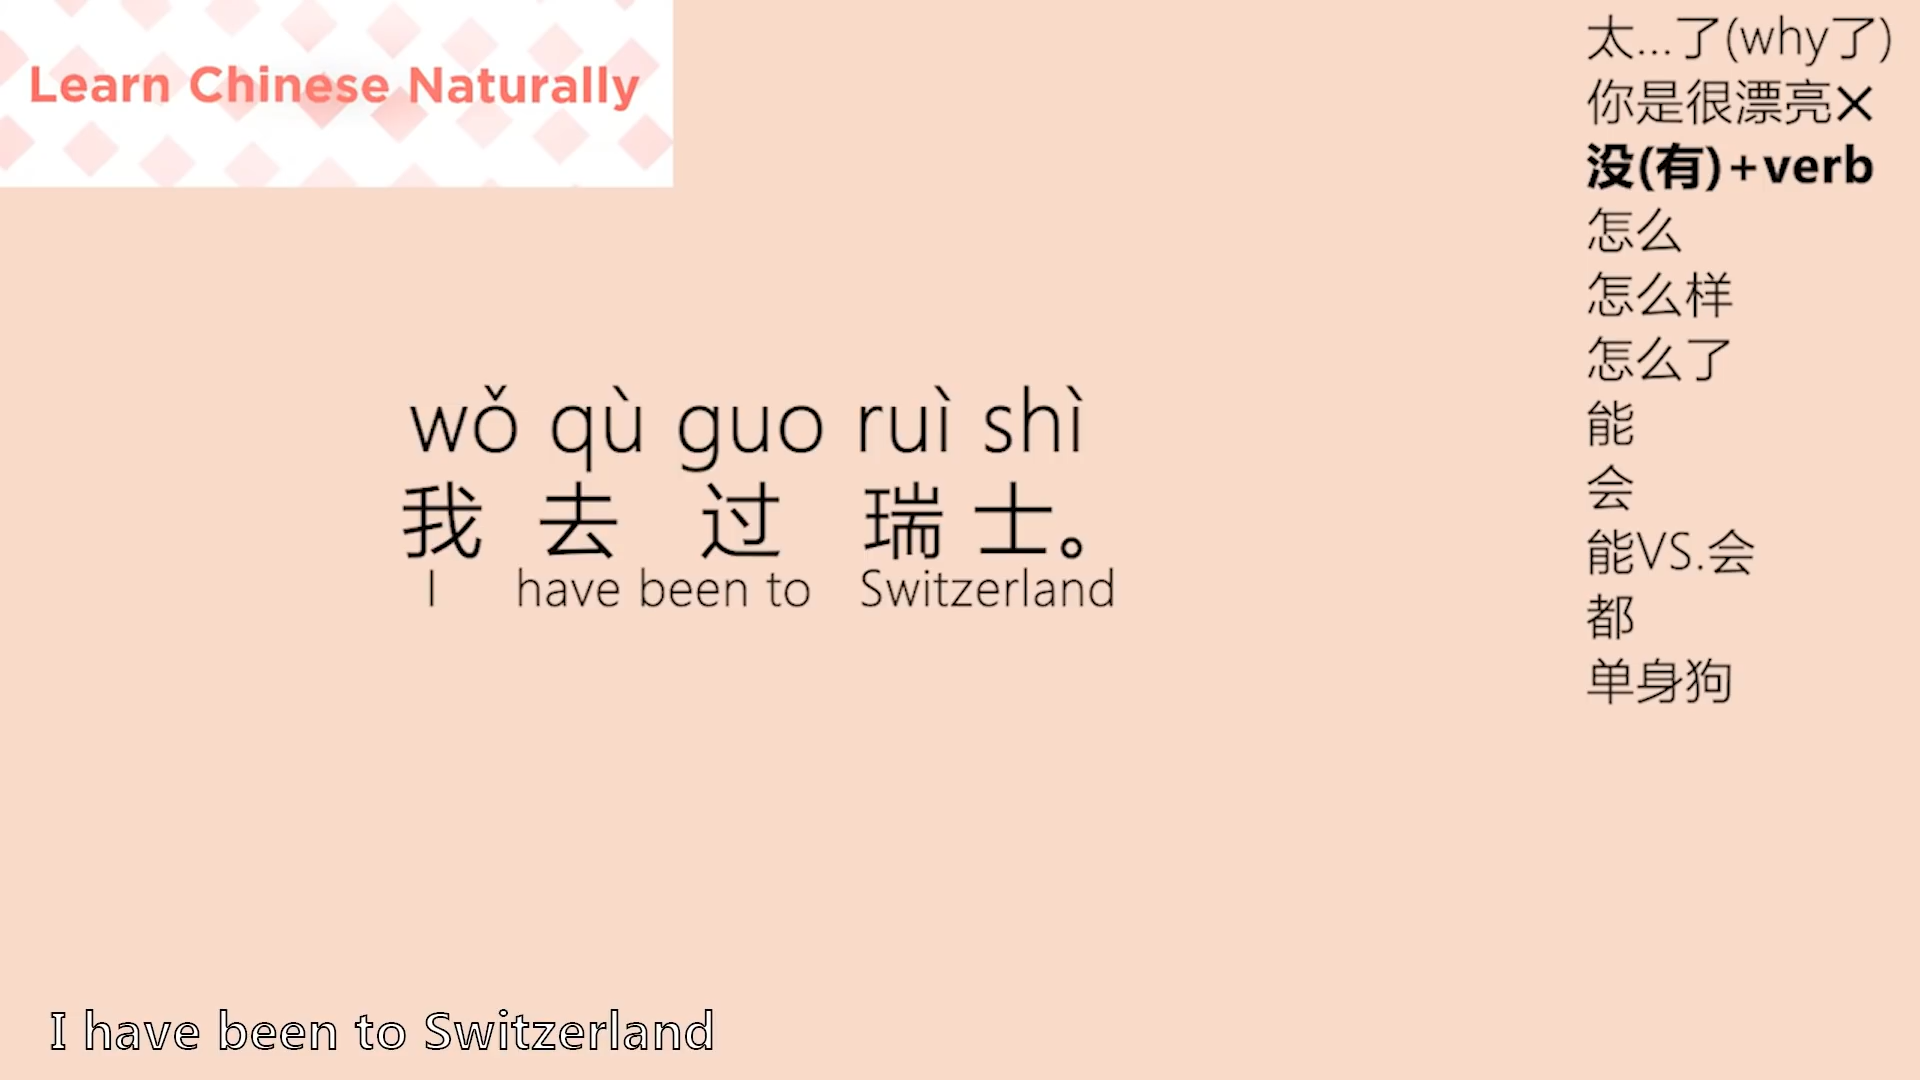 Learn Chinese Naturally
太...了(why了)
你是很漂亮✕
没(有)+verb
怎么
怎么样
怎么了
能
会
能VS.会
都
单身狗
wǒ qù guo ruì shì
我去过瑞士。
I have been to Switzerland
I have been to Switzerland